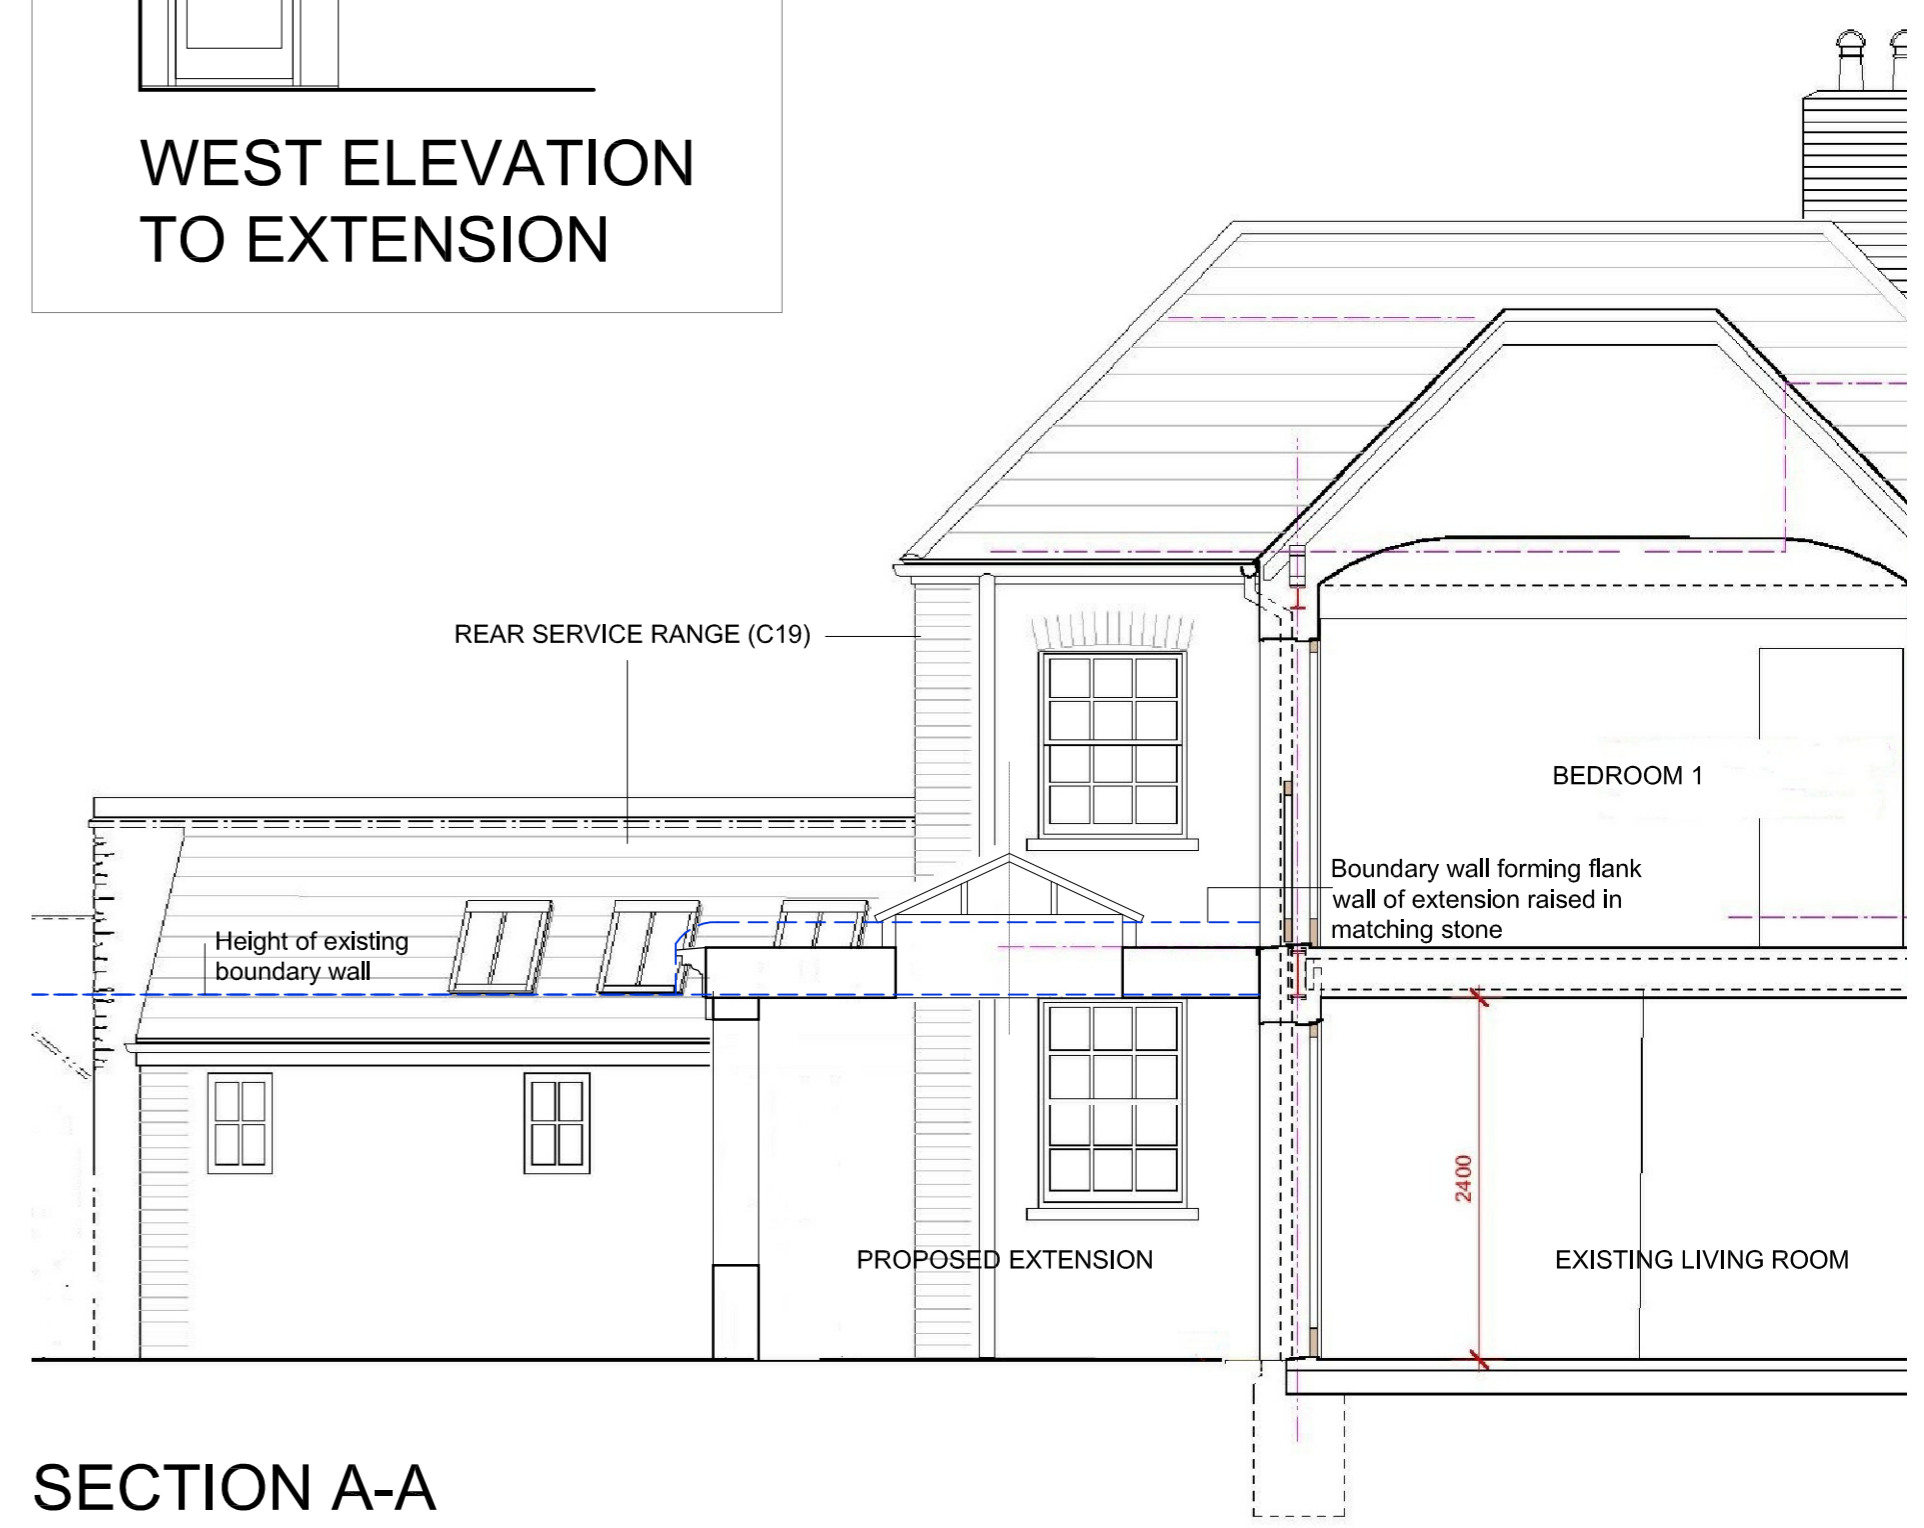 WEST ELEVATION
TO EXTENSION
REAR SERVICE RANGE (C19)
BEDROOM 1
Boundary wall forming flank
wall of extension raised in
matching stone
Height of existing
boundary wall
2400
PROPOSED EXTENSION
EXISTING LIVING ROOM
SECTION A-A